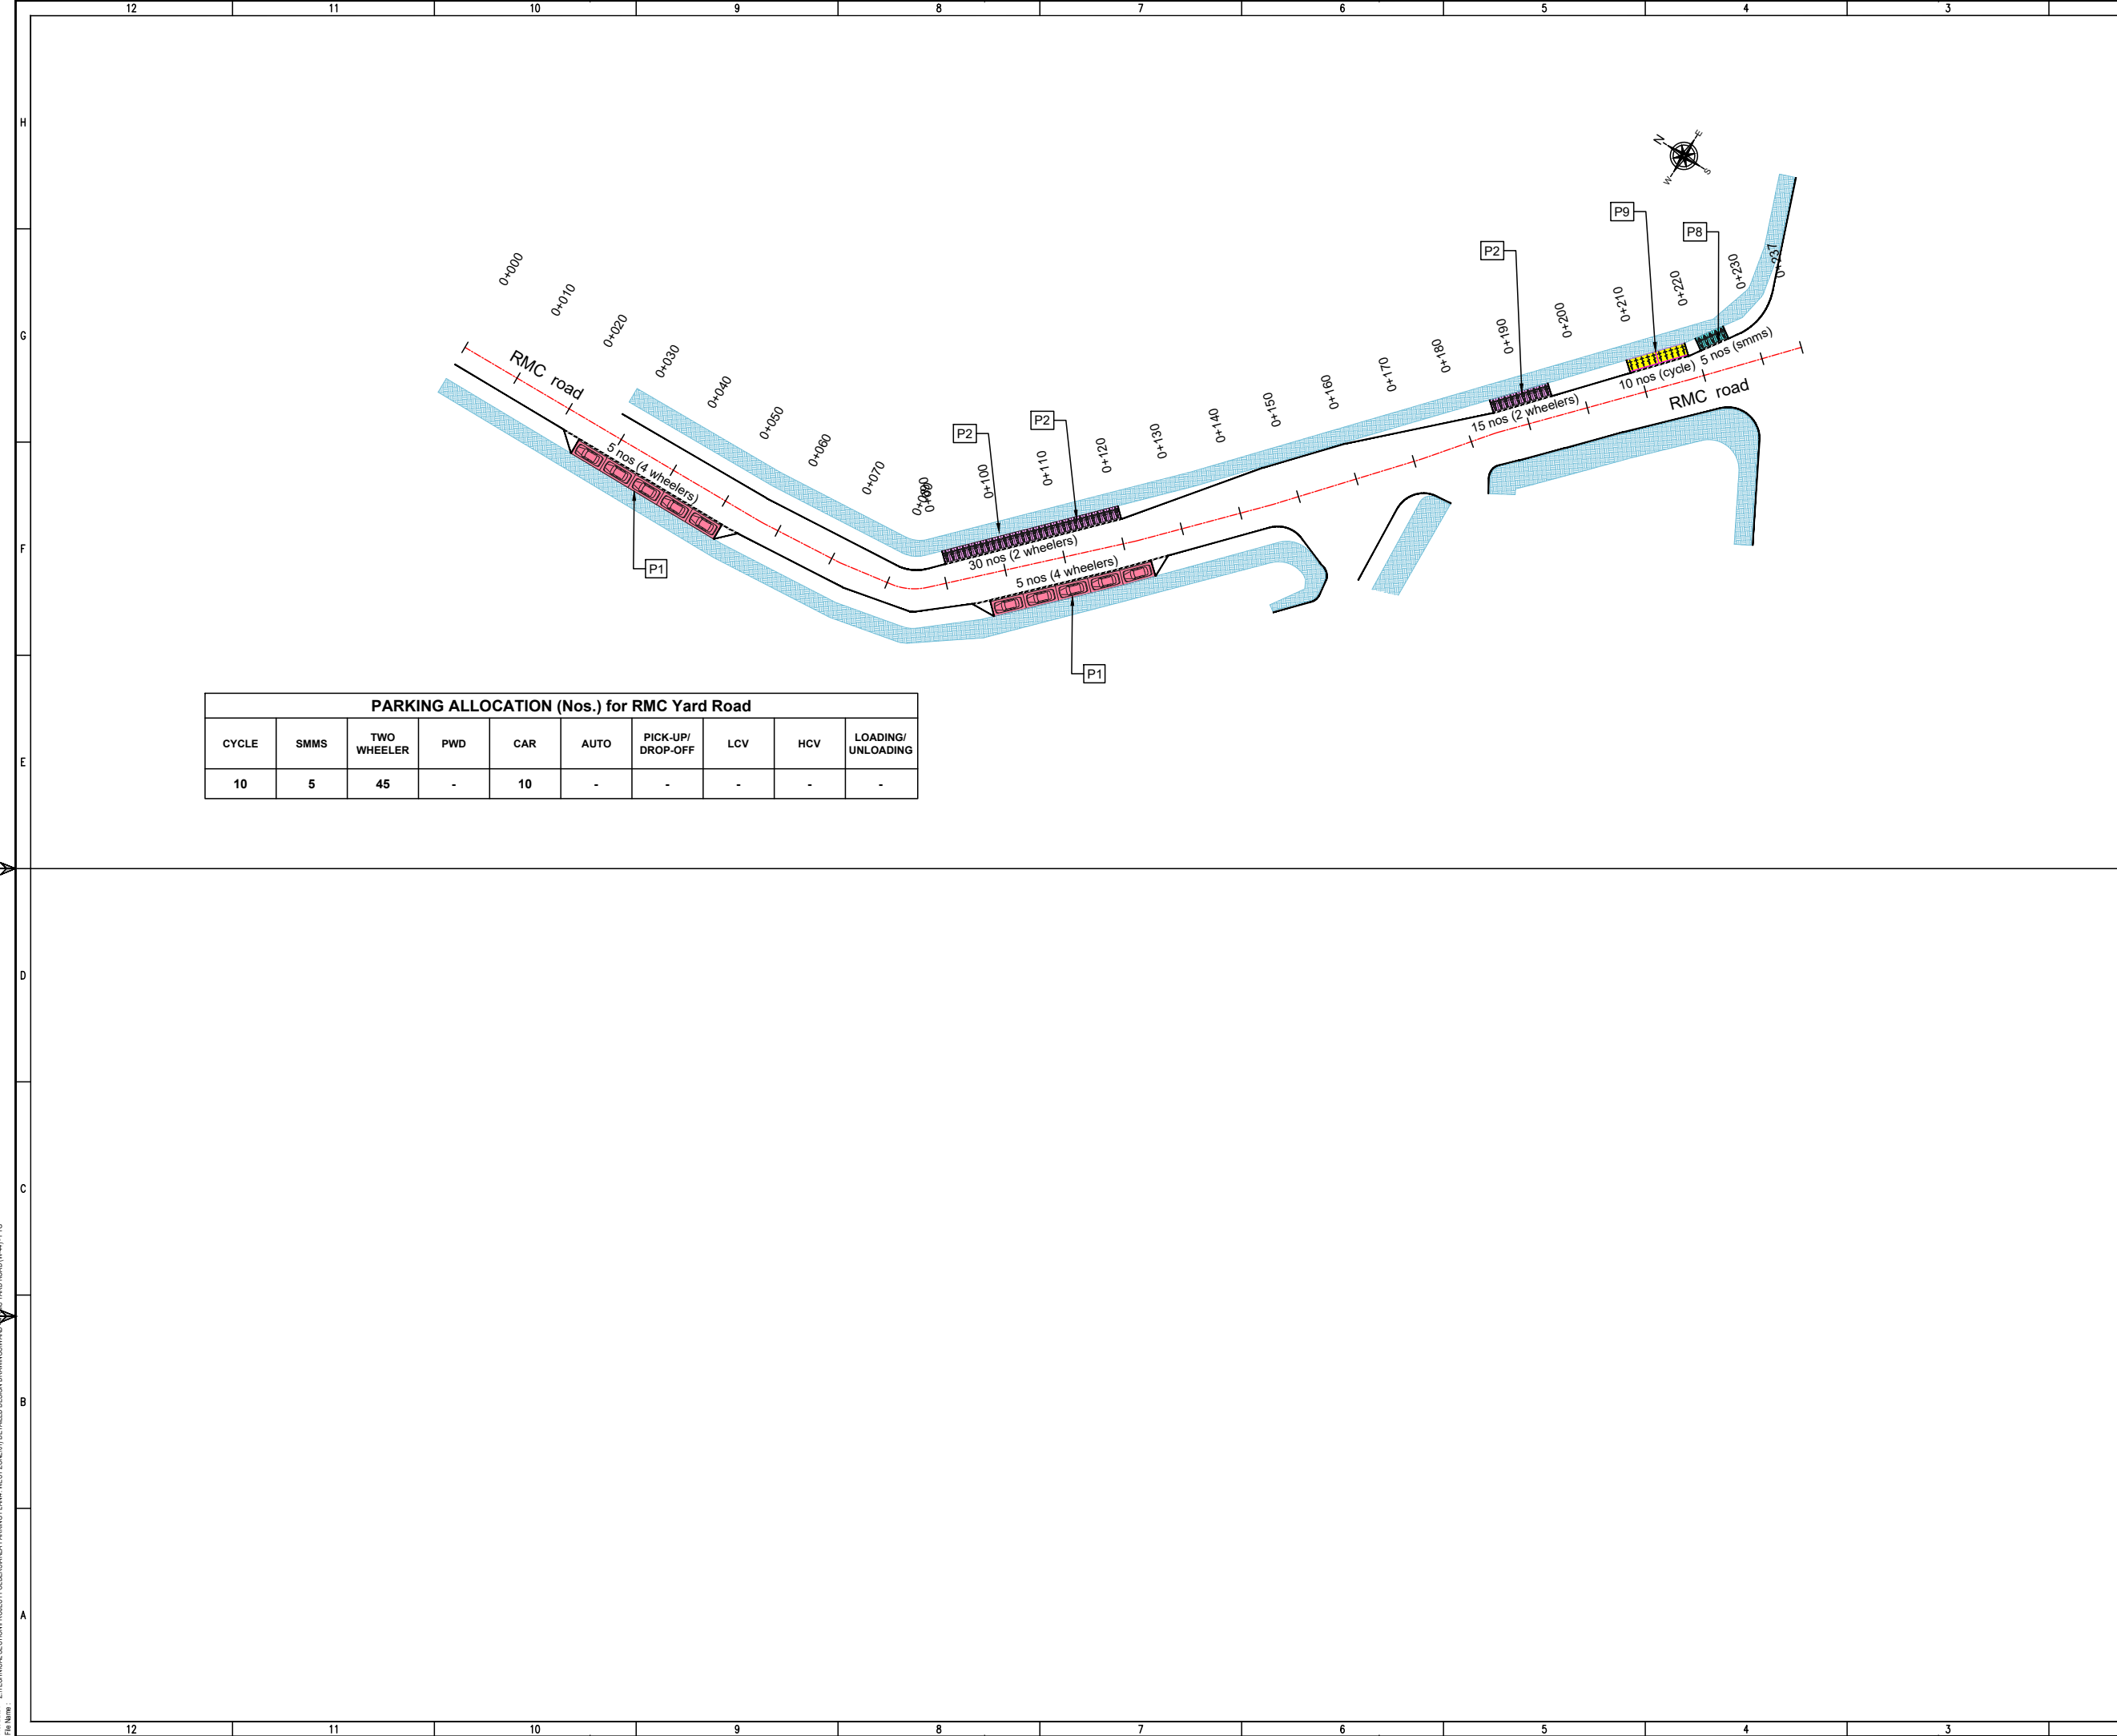 12 11 10 9 8 7 6 5 4 3
H
N
E
W
S
P9
P8
P2
0+000
0+010
0+020
0+030
0+040
0+050
0+060
0+070
0+080
0+100
0+110
0+120
0+130
0+140
0+150
0+160
0+170
0+180
0+190
0+200
0+210
0+220
0+230
0+237
G
RMC road
5 nos (smms)
10 nos (cycle)
RMC road
15 nos (2 wheelers)
P2
P2
5 nos (4 wheelers)
F
30 nos (2 wheelers)
5 nos (4 wheelers)
P1
P1
PARKING ALLOCATION (Nos.) for RMC Yard Road
CYCLE SMMS TWO WHEELER PWD CAR AUTO PICK-UP/ DROP-OFF LCV HCV LOADING/ UNLOADING
10 5 45 - 10 - - - - -
E
D
C
B
A
File Name :
12 11 10 9 8 7 6 5 4 3